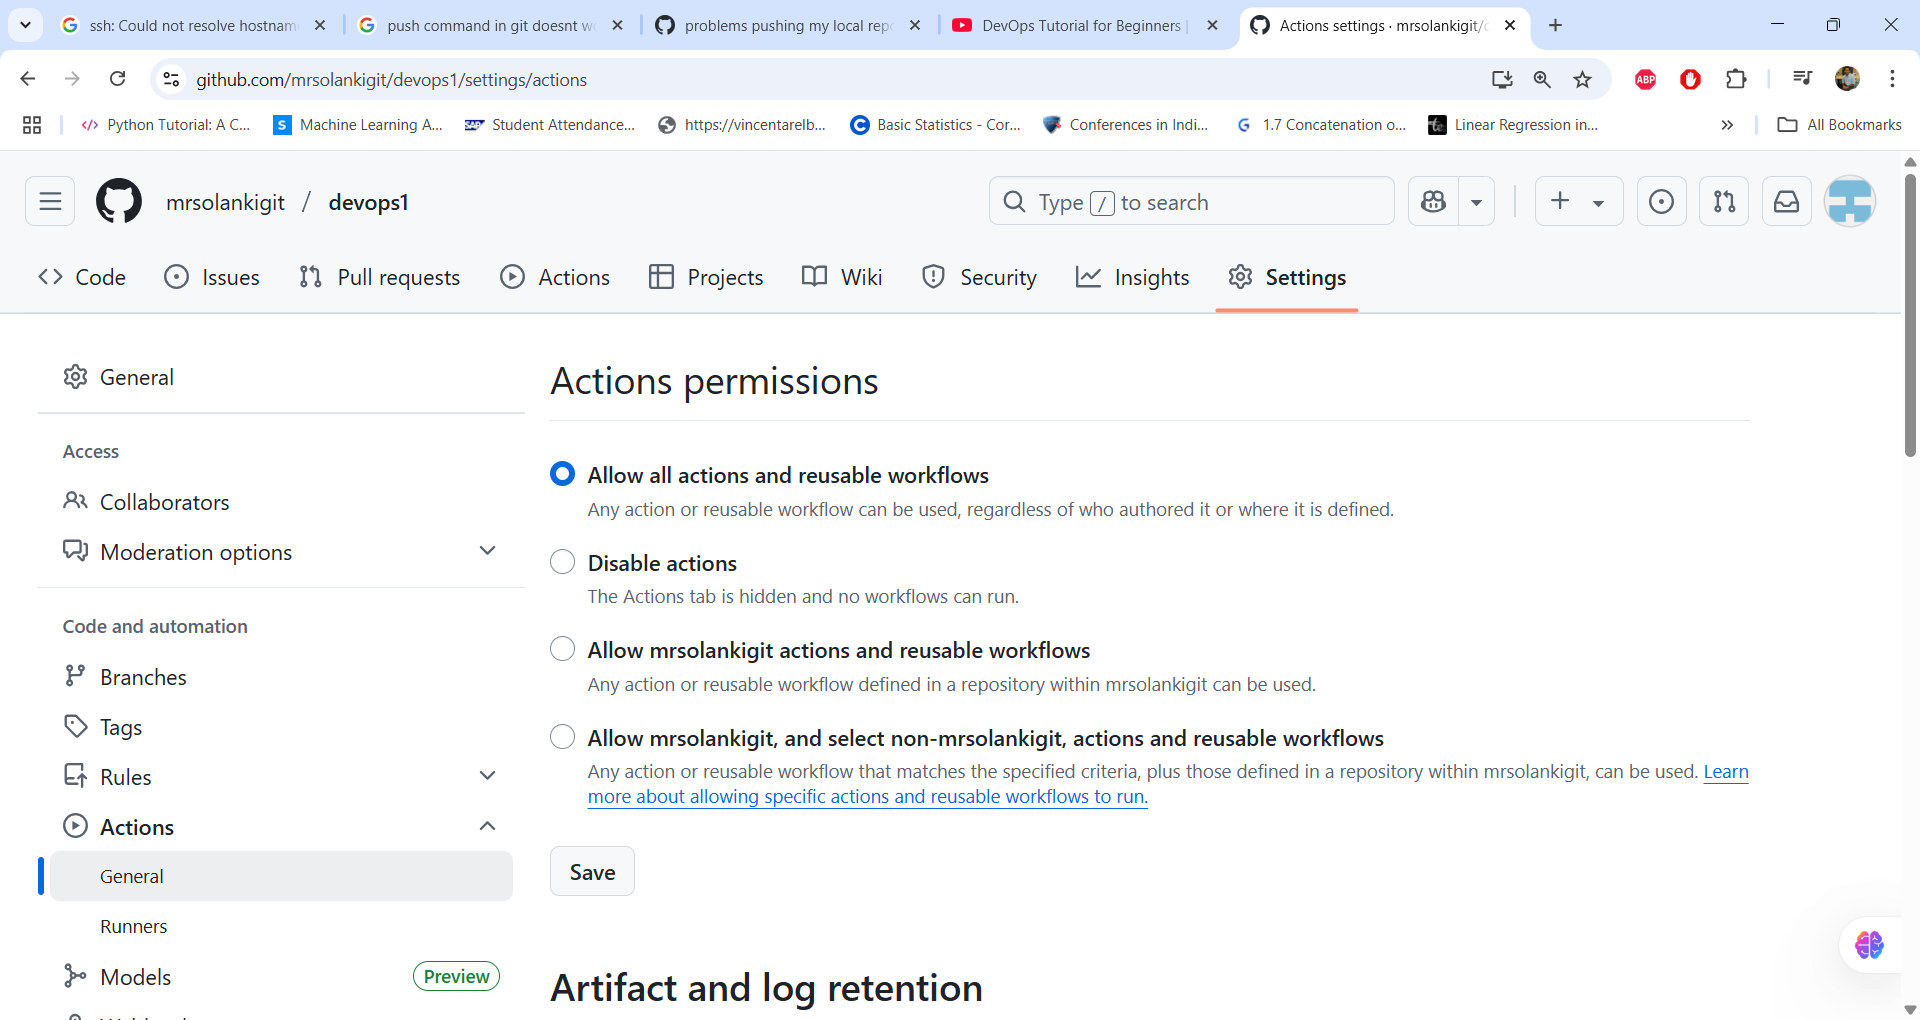 ssh: Could not resolve hostnam
push command in git doesnt w
problems pushing my local rep
DevOps Tutorial for Beginners |
Actions settings · mrsolankigit/
github.com/mrsolankigit/devops1/settings/actions
ABP
Python Tutorial: A C...
Machine Learning A...
Student Attendance...
https://vincentarelb...
Basic Statistics - Cor...
Conferences in Indi...
1.7 Concatenation o...
Linear Regression in...
All Bookmarks
mrsolankigit / devops1
Type / to search
Code
Issues
Pull requests
Actions
Projects
Wiki
Security
Insights
Settings
General
Access
Collaborators
Moderation options
Code and automation
Branches
Tags
Rules
Actions
General
Runners
Models
Preview
Actions permissions
Allow all actions and reusable workflows
Any action or reusable workflow can be used, regardless of who authored it or where it is defined.
Disable actions
The Actions tab is hidden and no workflows can run.
Allow mrsolankigit actions and reusable workflows
Any action or reusable workflow defined in a repository within mrsolankigit can be used.
Allow mrsolankigit, and select non-mrsolankigit, actions and reusable workflows
Any action or reusable workflow that matches the specified criteria, plus those defined in a repository within mrsolankigit, can be used. Learn
more about allowing specific actions and reusable workflows to run.
Save
Artifact and log retention